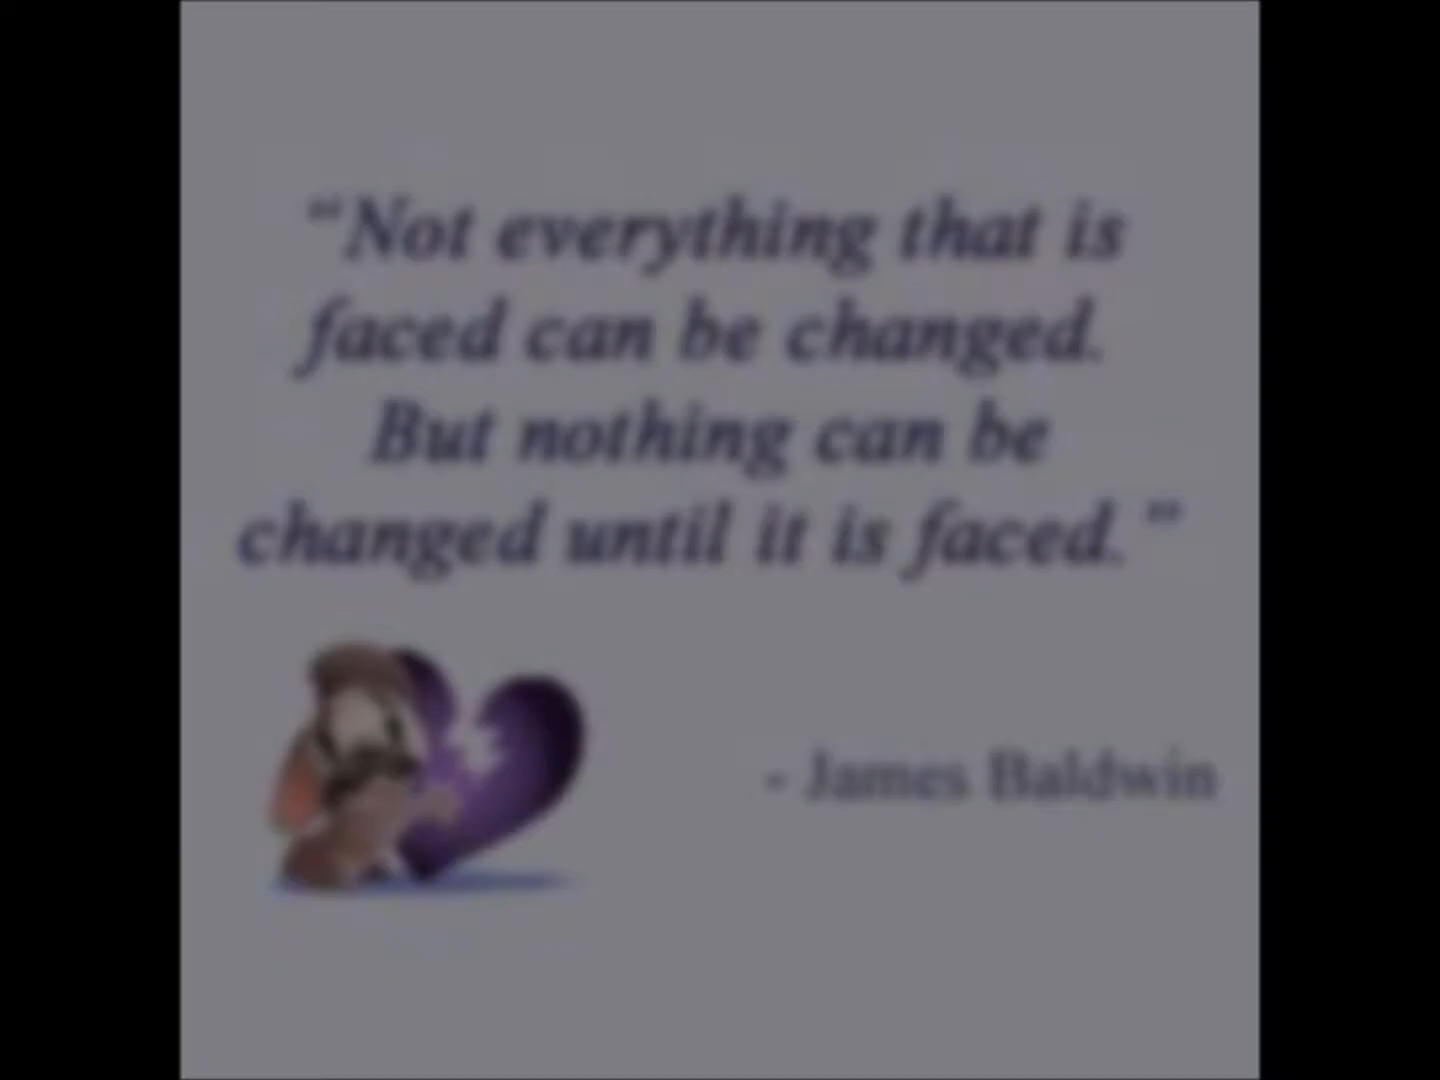 “Not everything that is
faced can be changed.
But nothing can be
changed until it is faced.”
- James Baldwin